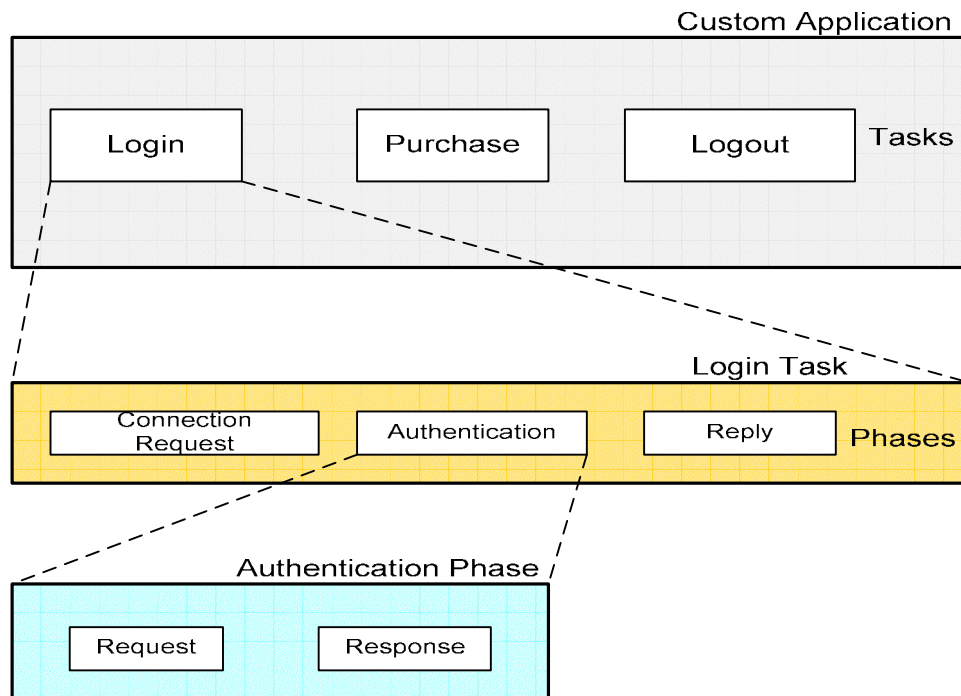 Custom Application
Login
Purchase
Logout
Tasks
Login Task
Connection
Request
Authentication
Reply
Phases
Authentication Phase
Request
Response